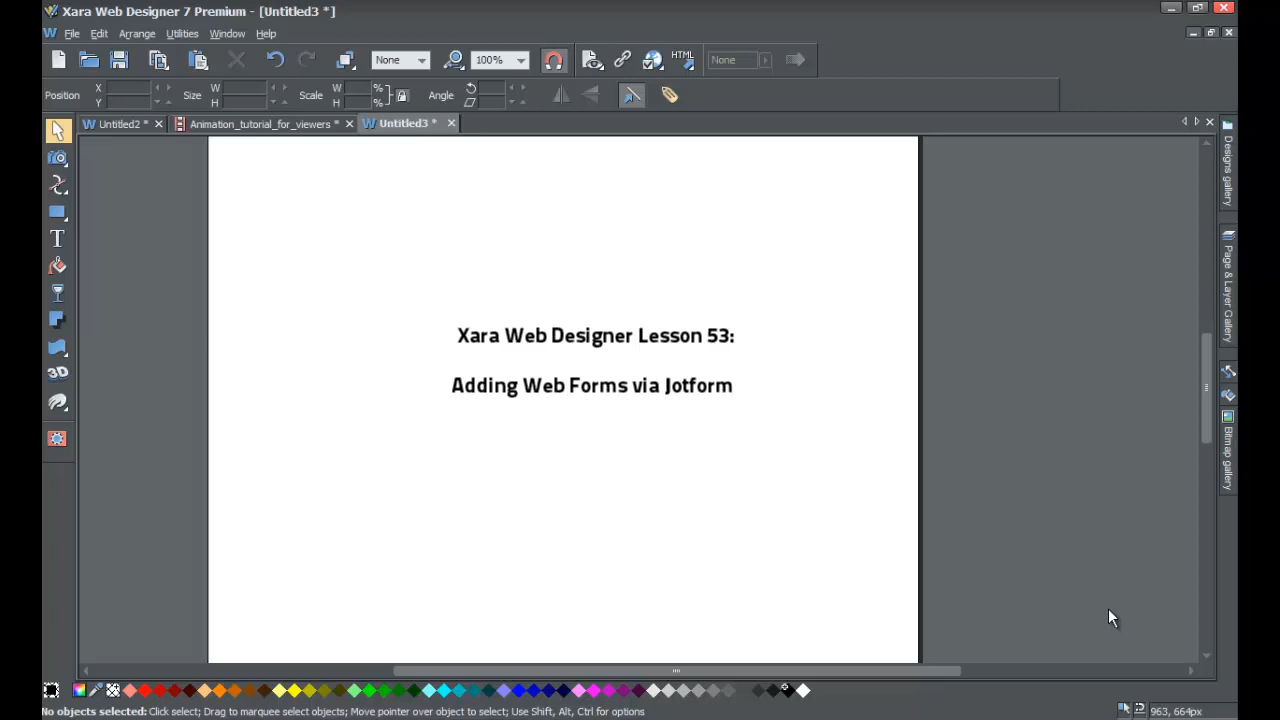 Xara Web Designer 7 Premium - [Untitled3 *]
File Edit Arrange Utilities Window Help
None 100% HTML None
Position X Y Size W H Scale W H % % Angle
Untitled2 * Animation_tutorial_for_viewers * Untitled3 *
Designs gallery
Page & Layer Gallery
Bitmap gallery
T
3D
Xara Web Designer Lesson 53:
Adding Web Forms via Jotform
No objects selected: Click select; Drag to marquee select objects; Move pointer over object to select; Use Shift, Alt, Ctrl for options
963, 664px